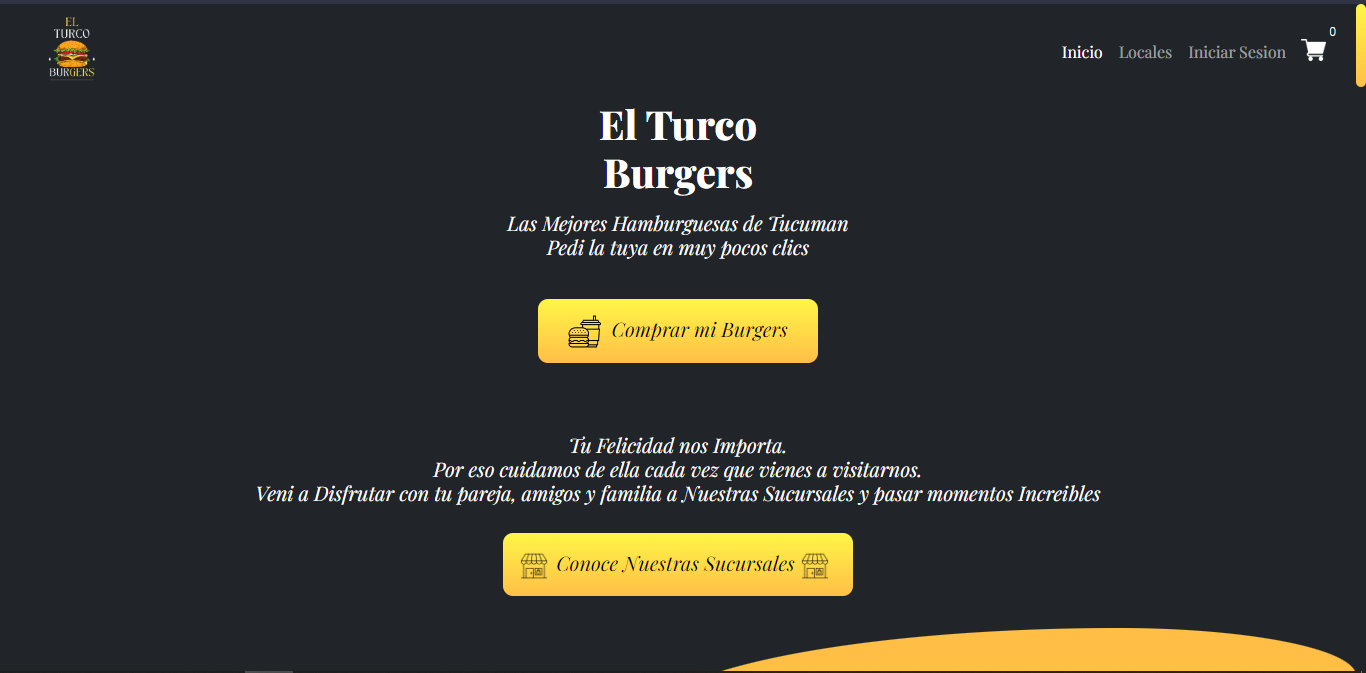 EL
TURCO
BURGERS
Inicio Locales Iniciar Sesion 0
El Turco
Burgers
Las Mejores Hamburguesas de Tucuman
Pedi la tuya en muy pocos clics
Comprar mi Burgers
Tu Felicidad nos Importa.
Por eso cuidamos de ella cada vez que vienes a visitarnos.
Veni a Disfrutar con tu pareja, amigos y familia a Nuestras Sucursales y pasar momentos Increibles
Conoce Nuestras Sucursales